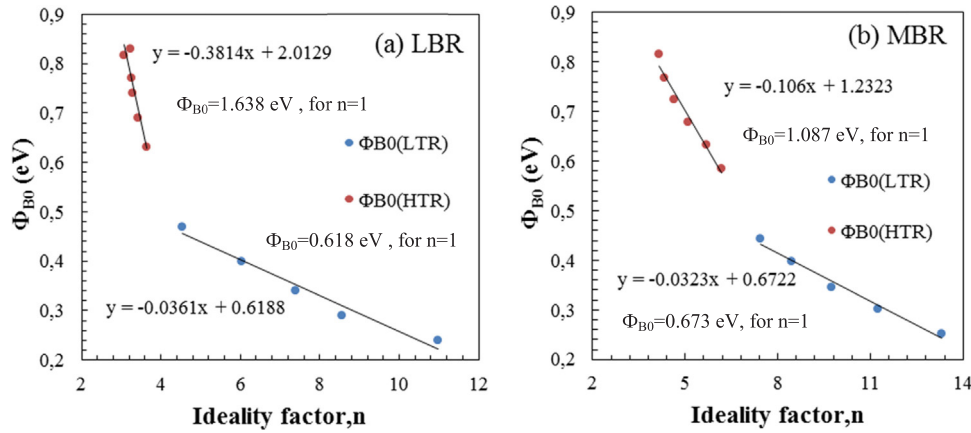 (a) LBR
y = -0.3814x + 2.0129
ΦB0=1.638 eV , for n=1
ΦB0(LTR)
ΦB0(HTR)
ΦB0=0.618 eV , for n=1
y = -0.0361x + 0.6188
0,9
0,8
0,7
0,6
0,5
0,4
0,3
0,2
ΦB0 (eV)
2
4
6
8
10
12
Ideality factor,n
(b) MBR
y = -0.106x + 1.2323
ΦB0=1.087 eV, for n=1
ΦB0(LTR)
ΦB0(HTR)
y = -0.0323x + 0.6722
ΦB0=0.673 eV, for n=1
0,9
0,8
0,7
0,6
0,5
0,4
0,3
0,2
ΦB0 (eV)
2
5
8
11
14
Ideality factor,n